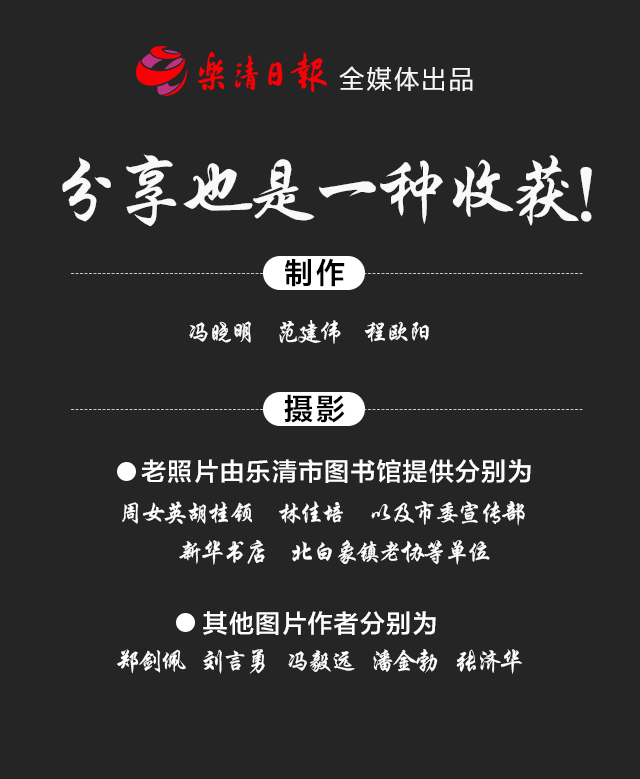 樂清日報 全媒体出品
分享也是一种收获!
制作
冯晓明 范建伟 程欧阳
摄影
●老照片由乐清市图书馆提供分别为
周女英胡桂领 林佳培 以及市委宣传部
新华书店 北白象镇老协等单位
●其他图片作者分别为
郑剑佩 刘言勇 冯毅远 潘金勃 张济华